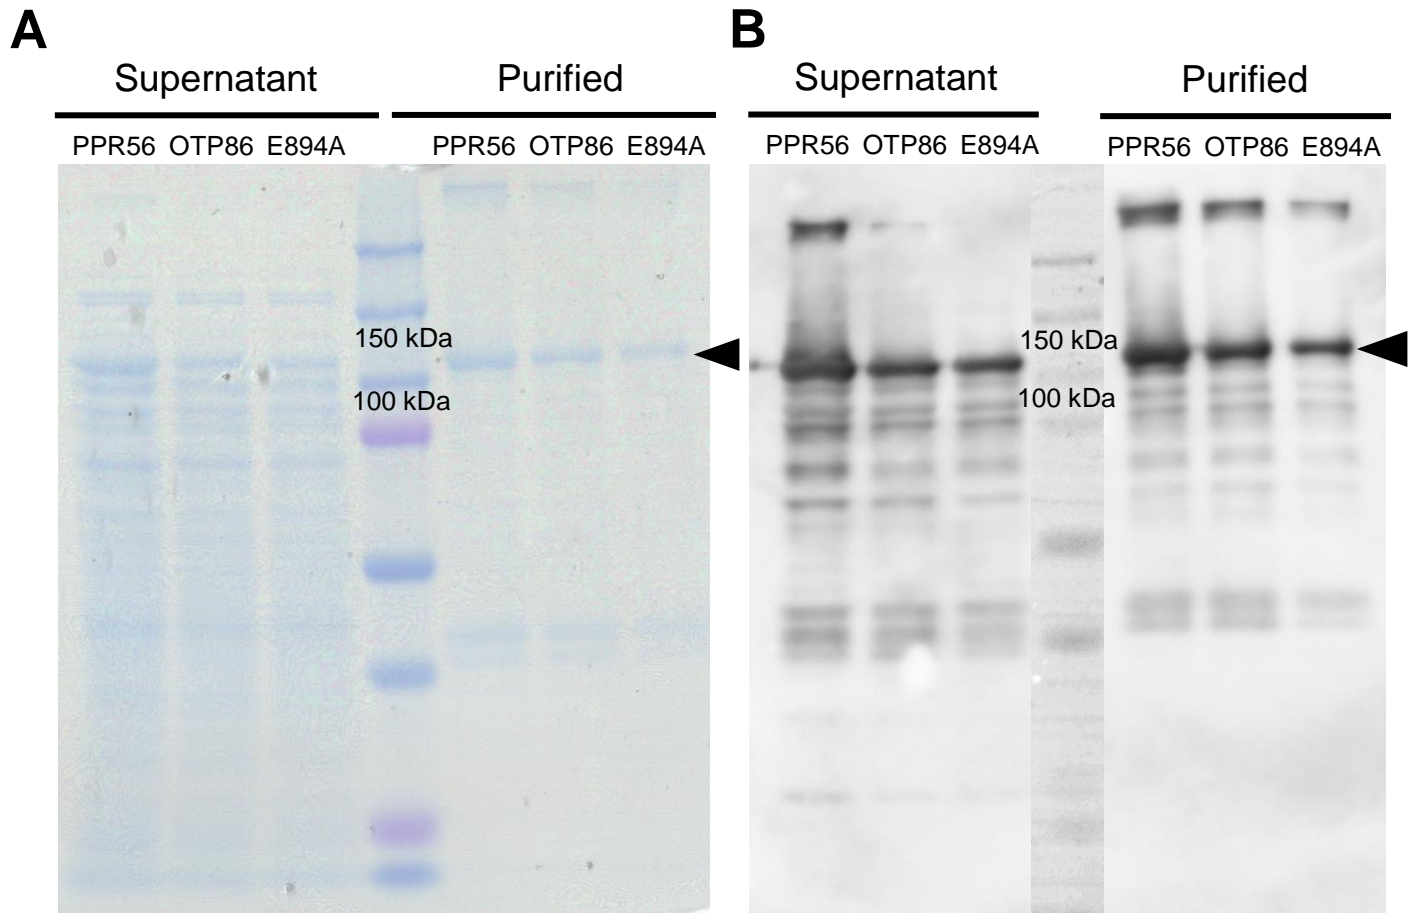 A
Supernatant Purified
PPR56 OTP86 E894A PPR56 OTP86 E894A
150 kDa
100 kDa
B
Supernatant Purified
PPR56 OTP86 E894A PPR56 OTP86 E894A
150 kDa
100 kDa